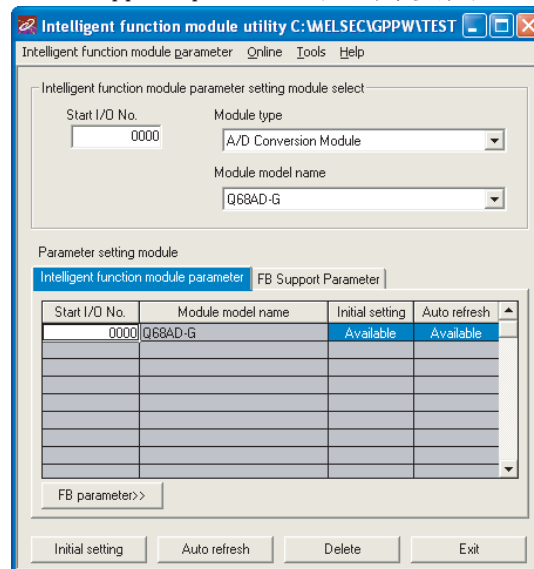 Intelligent function module utility C:\MELSEC\GPPW\TEST
Intelligent function module parameter Online Tools Help
Intelligent function module parameter setting module select
Start I/O No. Module type
0000 A/D Conversion Module
Module model name
Q68AD-G
Parameter setting module
Intelligent function module parameter FB Support Parameter
Start I/O No. Module model name Initial setting Auto refresh
0000 Q68AD-G Available Available
FB parameter>>
Initial setting Auto refresh Delete Exit